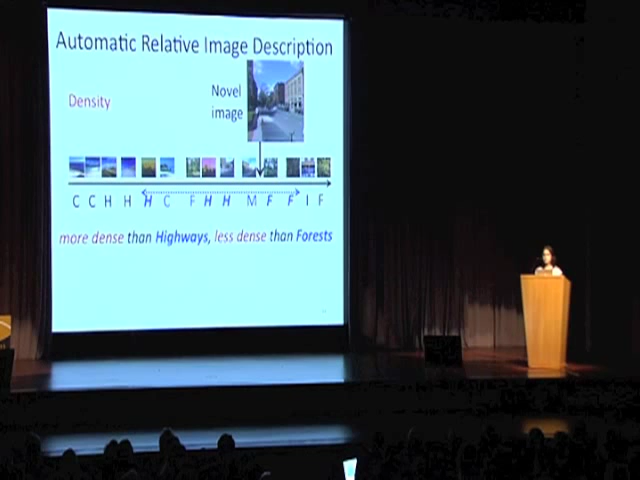 Automatic Relative Image Description
Density
Novel
image
C C H H H C F H H M F F I F
more dense than Highways, less dense than Forests